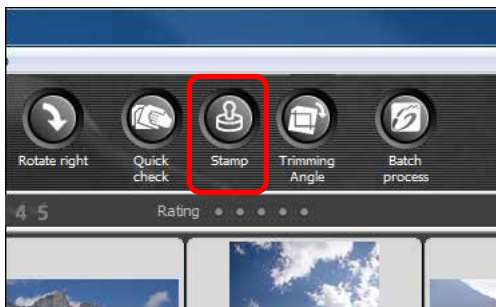 Rotate right
Quick
check
Stamp
Trimming
Angle
Batch
process
4 5
Rating